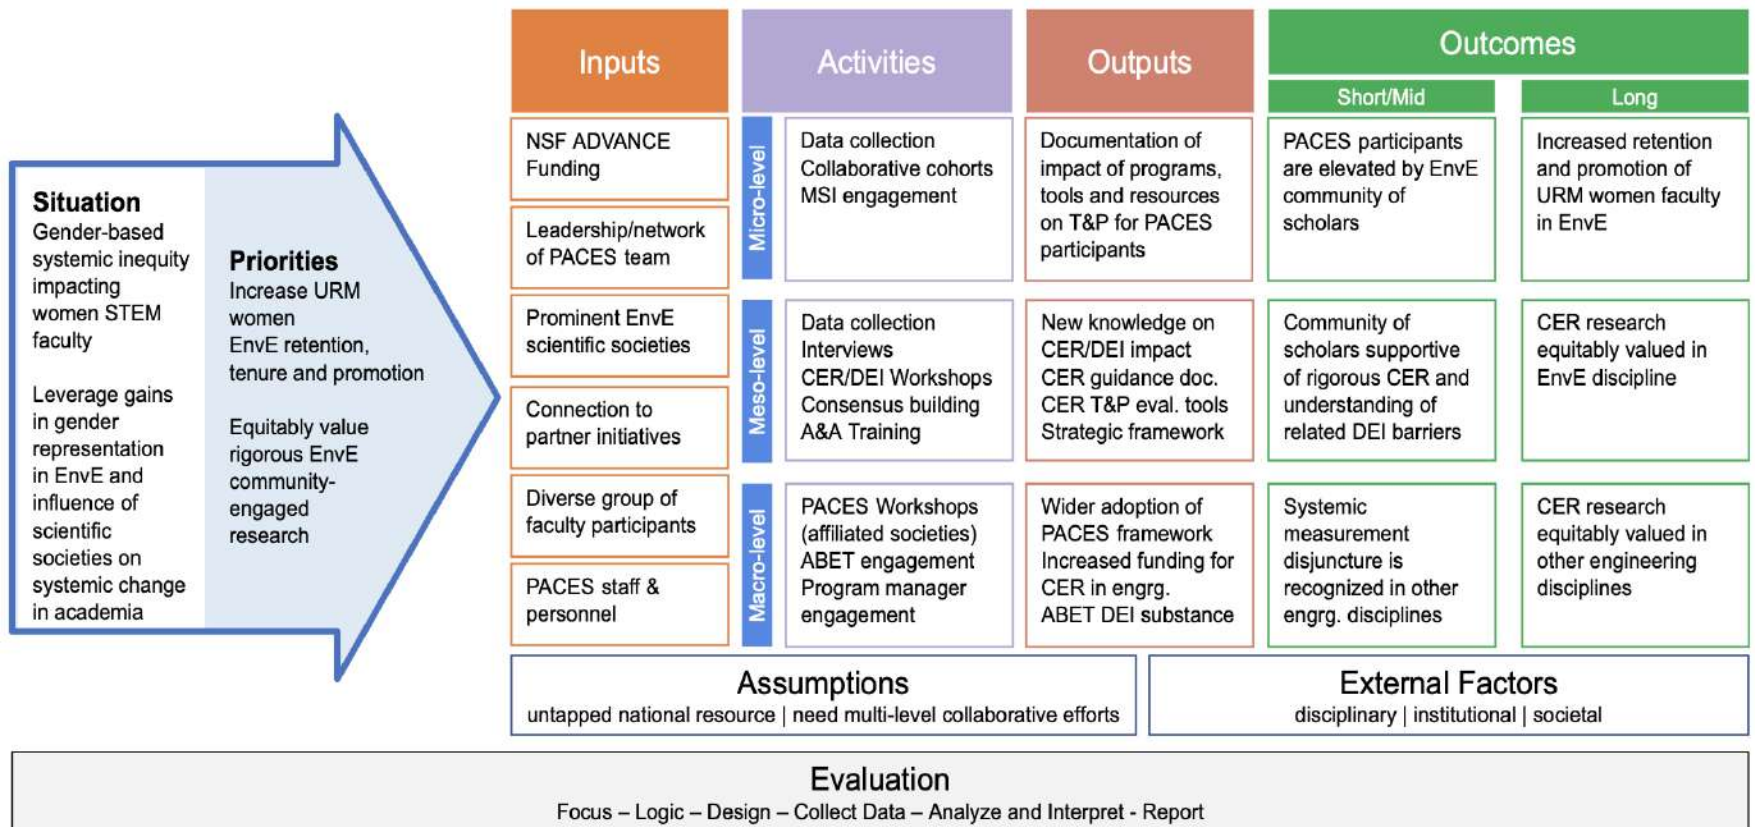 Situation
Gender-based
systemic inequity
impacting
women STEM
faculty
Leverage gains
in gender
representation
in EnvE and
influence of
scientific
societies on
systemic change
in academia
Priorities
Increase URM
women
EnvE retention,
tenure and promotion
Equitably value
rigorous EnvE
community-
engaged
research
Inputs
NSF ADVANCE
Funding
Leadership/network
of PACES team
Prominent EnvE
scientific societies
Connection to
partner initiatives
Diverse group of
faculty participants
PACES staff &
personnel
Activities
Outputs
Outcomes
Short/Mid
Long
Micro-level
Data collection
Collaborative cohorts
MSI engagement
Documentation of
impact of programs,
tools and resources
on T&P for PACES
participants
PACES participants
are elevated by EnvE
community of
scholars
Increased retention
and promotion of
URM women faculty
in EnvE
Meso-level
Data collection
Interviews
CER/DEI Workshops
Consensus building
A&A Training
New knowledge on
CER/DEI impact
CER guidance doc.
CER T&P eval. tools
Strategic framework
Community of
scholars supportive
of rigorous CER and
understanding of
related DEI barriers
CER research
equitably valued in
EnvE discipline
Macro-level
PACES Workshops
(affiliated societies)
ABET engagement
Program manager
engagement
Wider adoption of
PACES framework
Increased funding for
CER in engrg.
ABET DEI substance
Systemic
measurement
disjuncture is
recognized in other
engrg. disciplines
CER research
equitably valued in
other engineering
disciplines
Assumptions
untapped national resource | need multi-level collaborative efforts
External Factors
disciplinary | institutional | societal
Evaluation
Focus – Logic – Design – Collect Data – Analyze and Interpret - Report